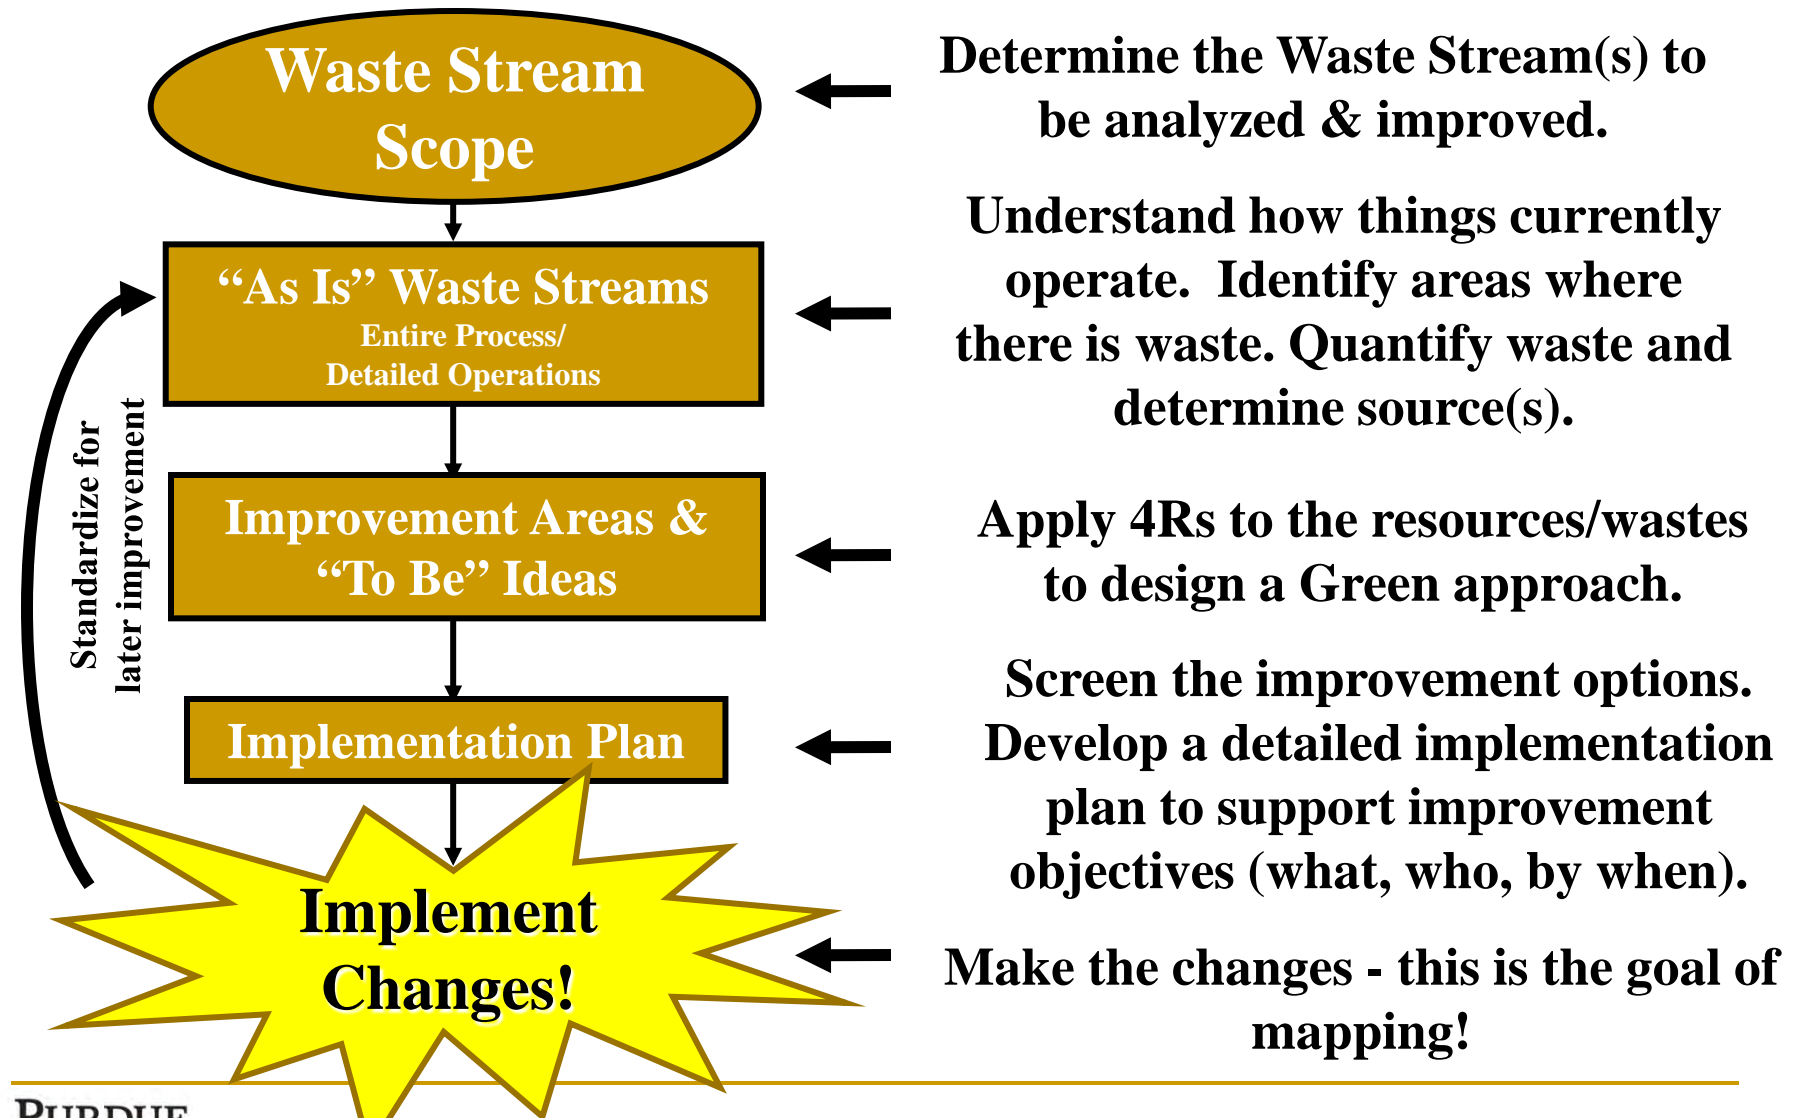 Waste Stream
Scope
Determine the Waste Stream(s) to
be analyzed & improved.
“As Is” Waste Streams
Entire Process/
Detailed Operations
Understand how things currently
operate.  Identify areas where
there is waste. Quantify waste and
determine source(s).
Standardize for
later improvement
Improvement Areas &
“To Be” Ideas
Apply 4Rs to the resources/wastes
to design a Green approach.
Implementation Plan
Screen the improvement options.
Develop a detailed implementation
plan to support improvement
objectives (what, who, by when).
Implement
Changes!
Make the changes - this is the goal of
mapping!
PURDUE